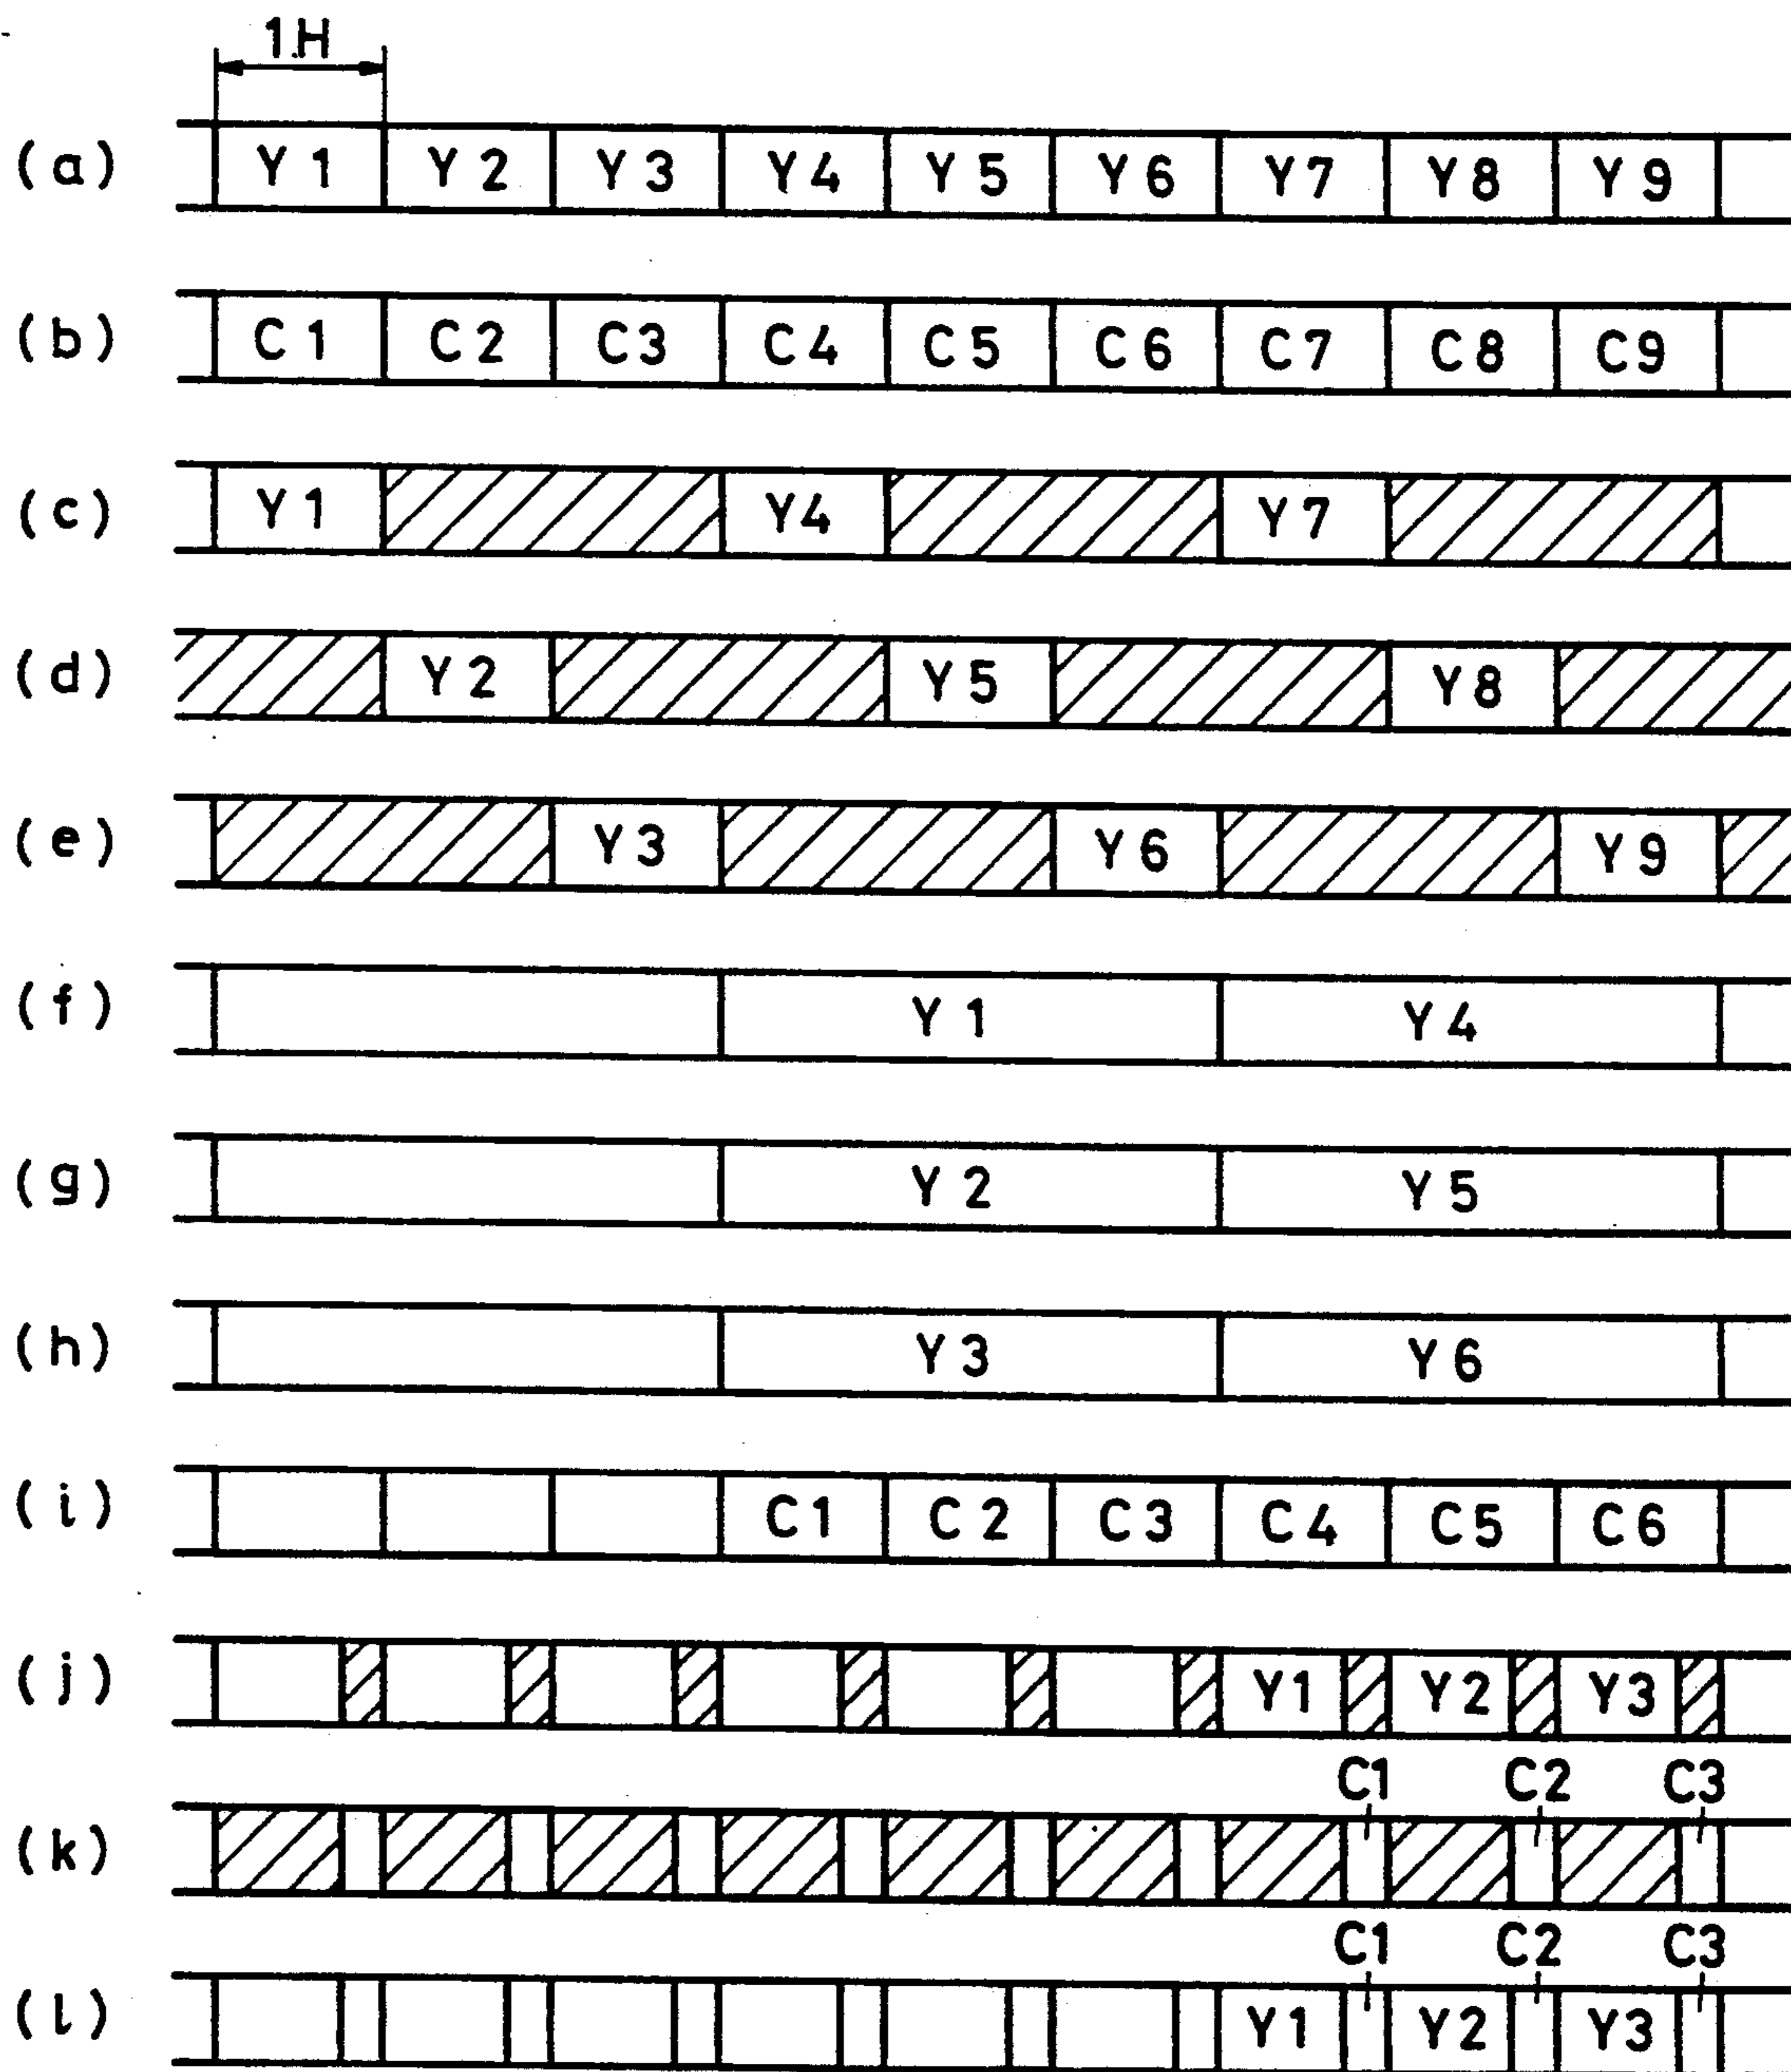 1H
(a) Y1 Y2 Y3 Y4 Y5 Y6 Y7 Y8 Y9
(b) C1 C2 C3 C4 C5 C6 C7 C8 C9
(c) Y1 Y4 Y7
(d) Y2 Y5 Y8
(e) Y3 Y6 Y9
(f) Y1 Y4
(g) Y2 Y5
(h) Y3 Y6
(i) C1 C2 C3 C4 C5 C6
(j) Y1 Y2 Y3
C1 C2 C3
(k)
C1 C2 C3
(l) Y1 Y2 Y3